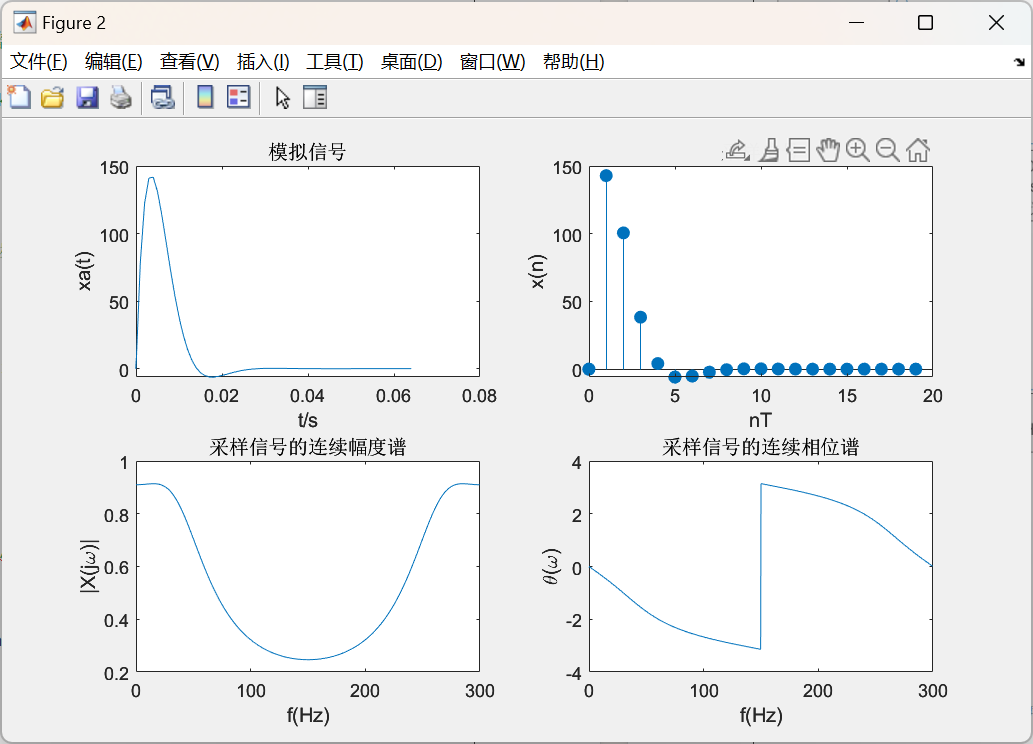 Figure 2
文件(F) 编辑(E) 查看(V) 插入(I) 工具(T) 桌面(D) 窗口(W) 帮助(H)
模拟信号
150
100
50
0
xa(t)
0 0.02 0.04 0.06 0.08
t/s
150
100
50
0
x(n)
0 5 10 15 20
nT
采样信号的连续幅度谱
1
0.8
0.6
0.4
0.2
|X(jω)|
0 100 200 300
f(Hz)
采样信号的连续相位谱
4
2
0
-2
-4
θ(ω)
0 100 200 300
f(Hz)